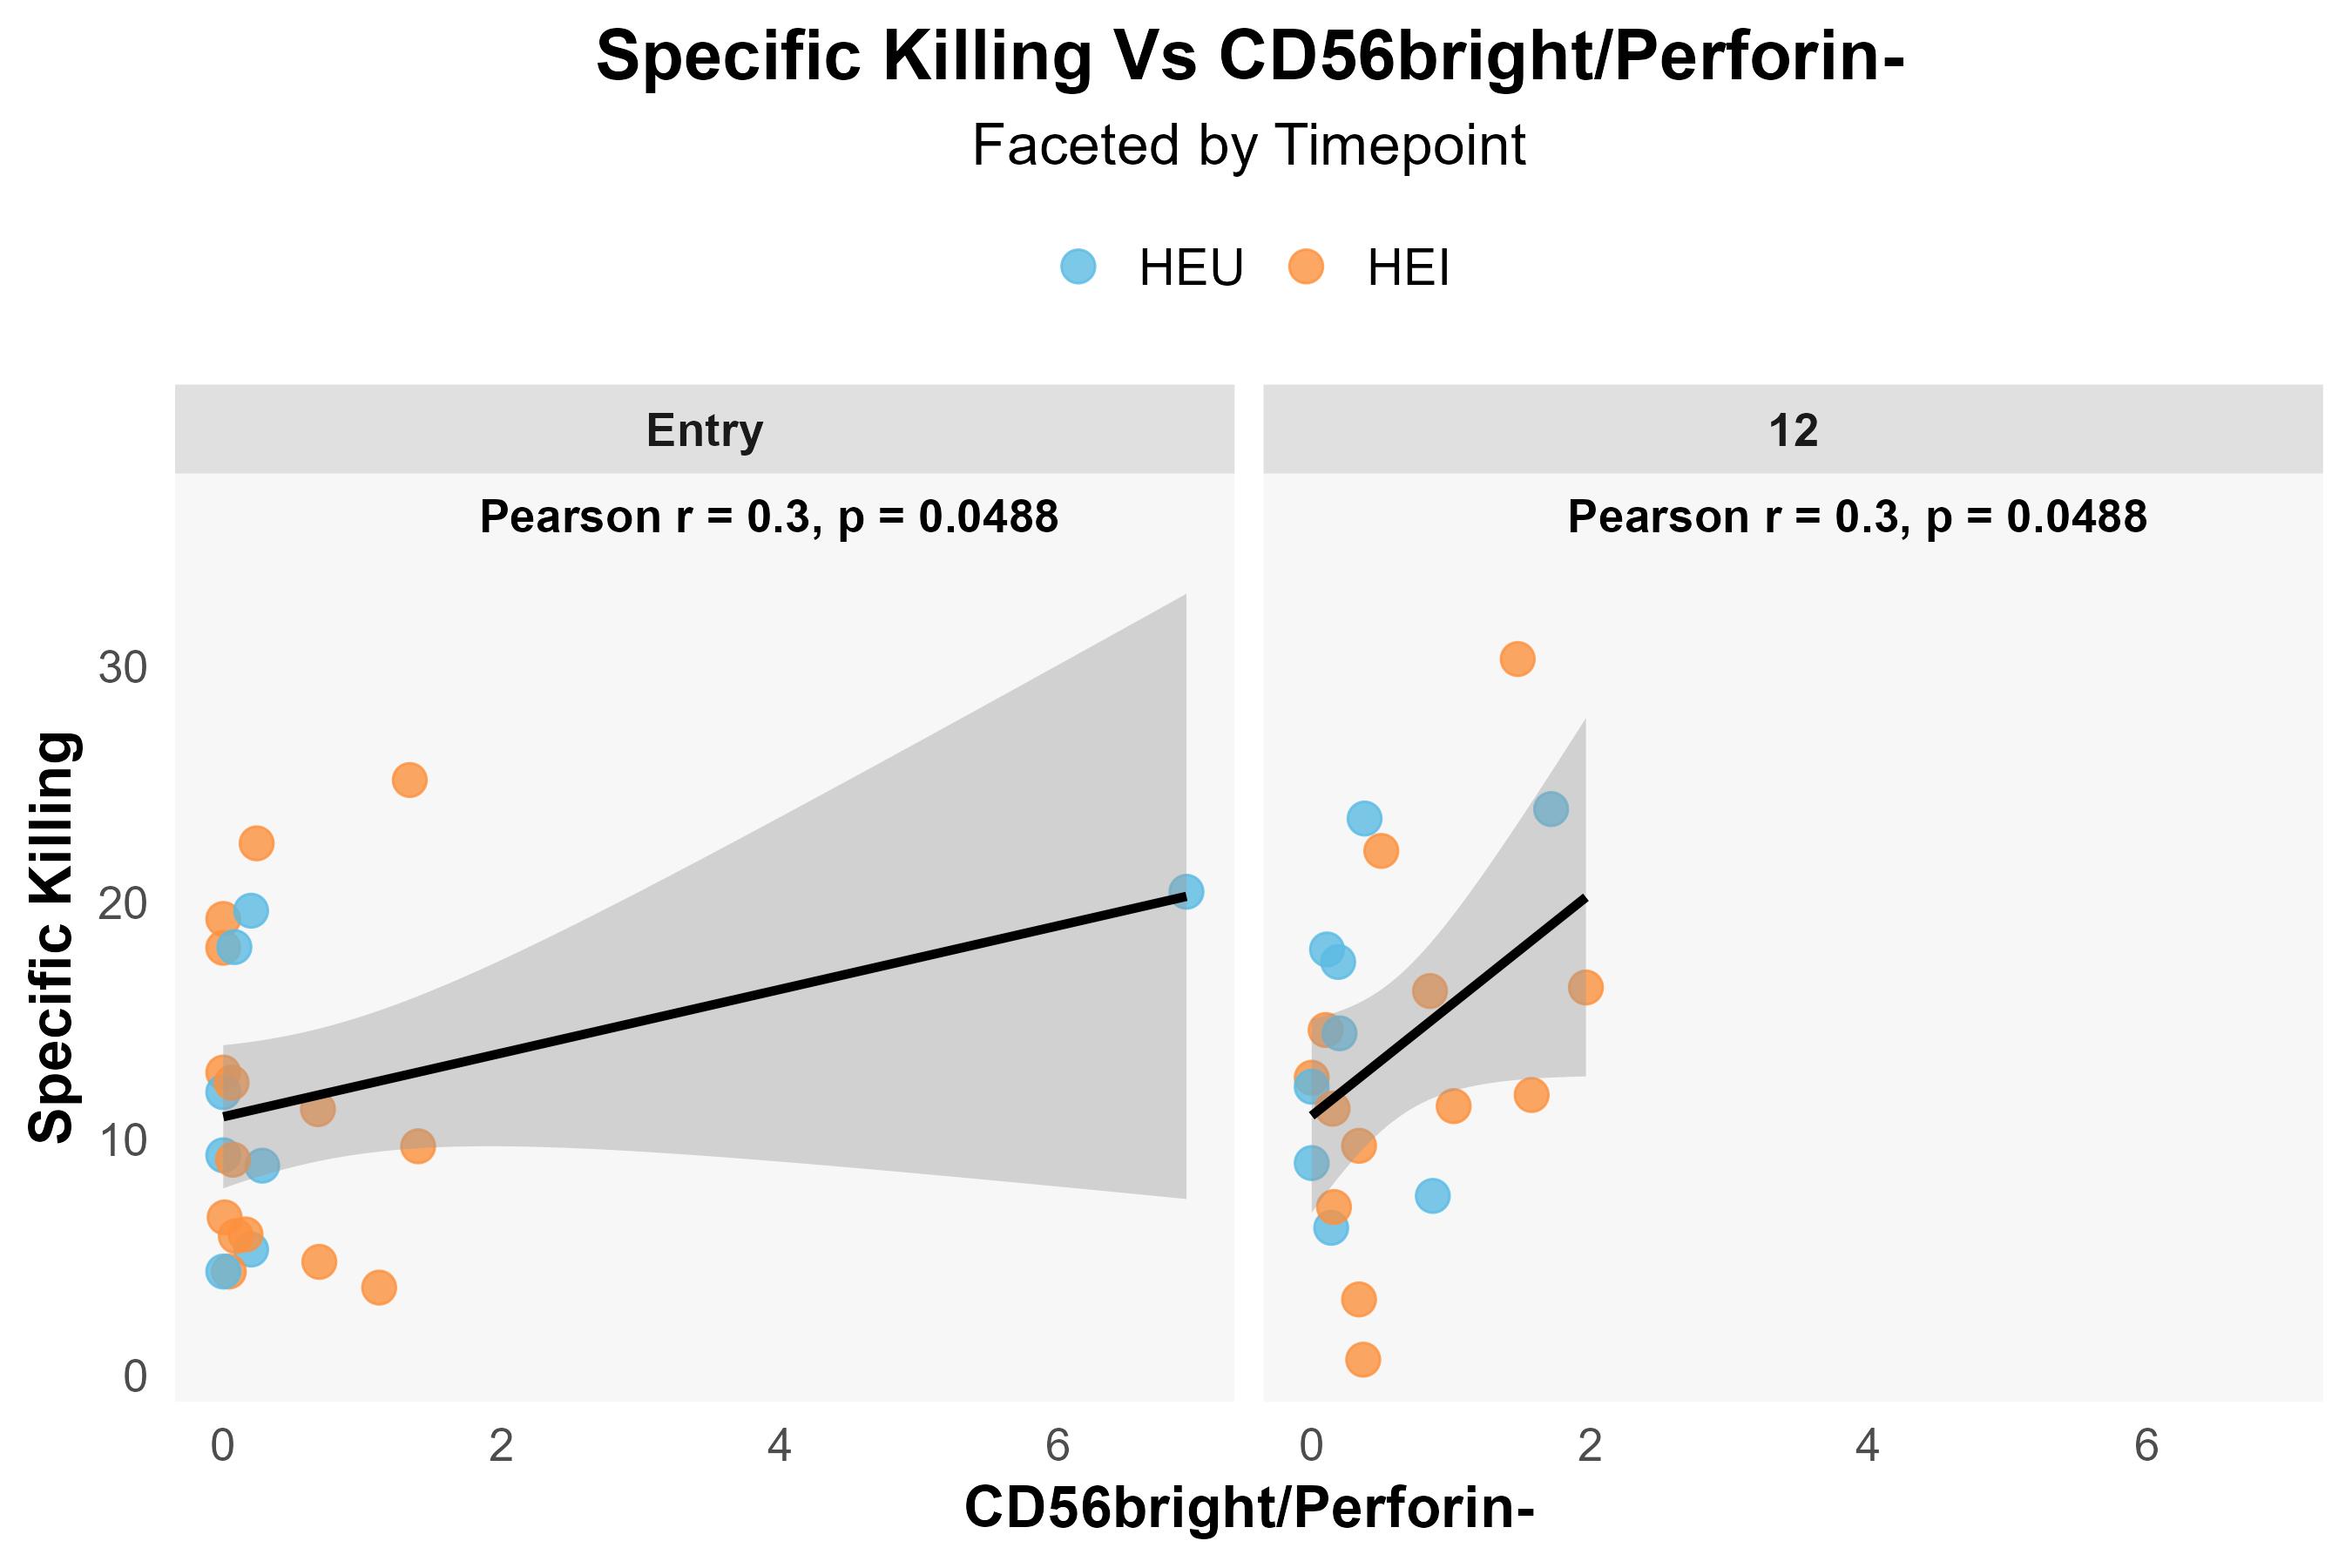 Specific Killing Vs CD56bright/Perforin-
Faceted by Timepoint
HEU
HEI
Entry
12
Pearson r = 0.3, p = 0.0488
Pearson r = 0.3, p = 0.0488
Specific Killing
30
20
10
0
0
2
4
6
0
2
4
6
CD56bright/Perforin-